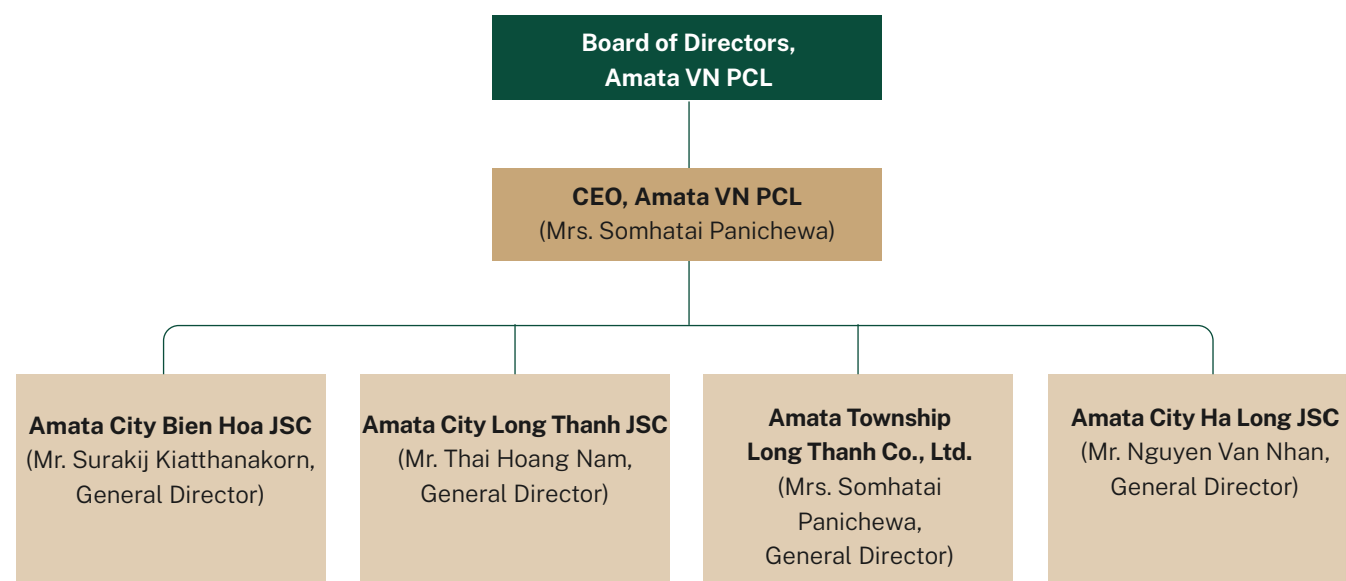 Board of Directors,
Amata VN PCL
CEO, Amata VN PCL
(Mrs. Somhatai Panichewa)
Amata City Bien Hoa JSC
(Mr. Surakij Kiatthanakorn,
General Director)
Amata City Long Thanh JSC
(Mr. Thai Hoang Nam,
General Director)
Amata Township
Long Thanh Co., Ltd.
(Mrs. Somhatai
Panichewa,
General Director)
Amata City Ha Long JSC
(Mr. Nguyen Van Nhan,
General Director)